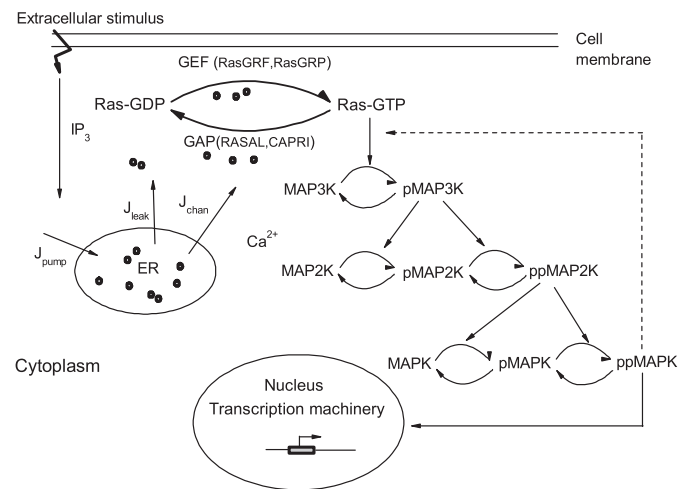 Extracellular stimulus
Cell
membrane
GEF (RasGRF,RasGRP)
Ras-GDP
Ras-GTP
IP3
GAP(RASAL,CAPRI)
MAP3K
pMAP3K
Jleak
Jchan
Ca2+
Jpump
ER
MAP2K
pMAP2K
ppMAP2K
Cytoplasm
MAPK
pMAPK
ppMAPK
Nucleus
Transcription machinery